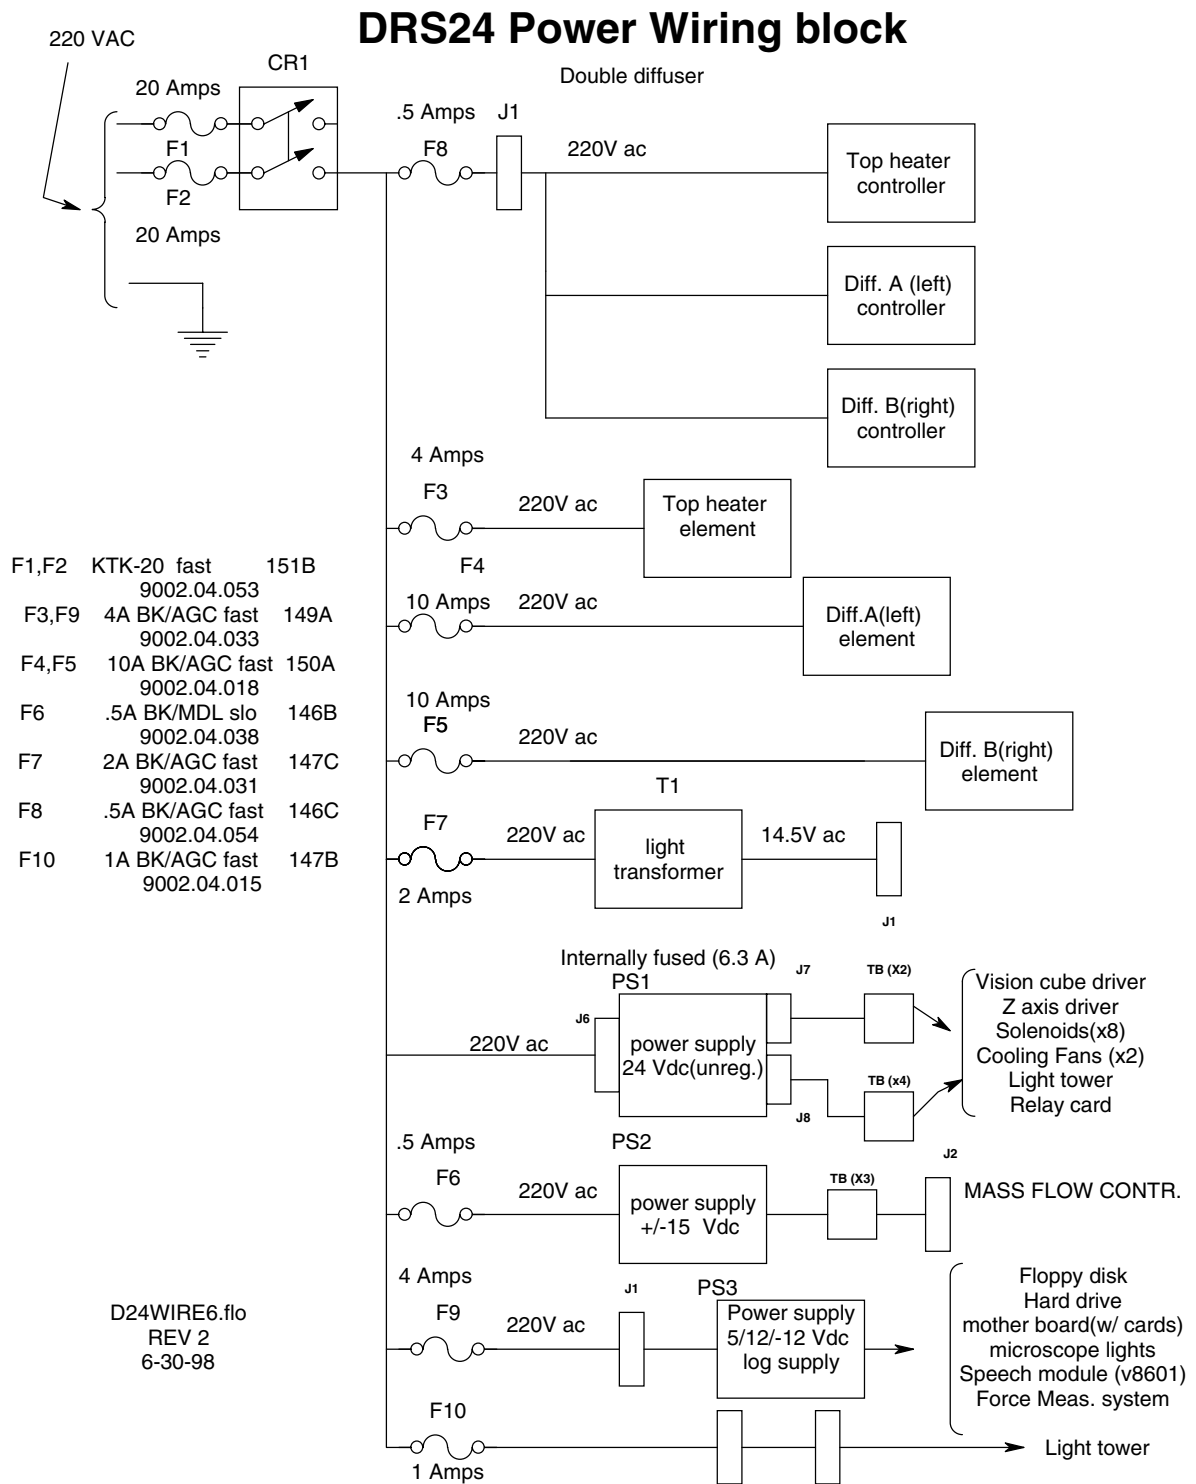 DRS24 Power Wiring block
220 VAC
CR1
Double diffuser
20 Amps
F1
F2
20 Amps
.5 Amps
F8
J1
220V ac
Top heater
controller
Diff. A (left)
controller
Diff. B(right)
controller
4 Amps
F3
220V ac
Top heater
element
F4
10 Amps
220V ac
Diff.A(left)
element
10 Amps
F5
220V ac
Diff. B(right)
element
F1,F2 KTK-20 fast 151B
9002.04.053
F3,F9 4A BK/AGC fast 149A
9002.04.033
F4,F5 10A BK/AGC fast 150A
9002.04.018
F6 .5A BK/MDL slo 146B
9002.04.038
F7 2A BK/AGC fast 147C
9002.04.031
F8 .5A BK/AGC fast 146C
9002.04.054
F10 1A BK/AGC fast 147B
9002.04.015
T1
F7
220V ac
light
transformer
14.5V ac
2 Amps
J1
Internally fused (6.3 A)
PS1
J6
220V ac
power supply
24 Vdc(unreg.)
J7
TB (X2)
J8
TB (x4)
Vision cube driver
Z axis driver
Solenoids(x8)
Cooling Fans (x2)
Light tower
Relay card
.5 Amps
F6
220V ac
PS2
power supply
+/-15 Vdc
TB (X3)
J2
MASS FLOW CONTR.
4 Amps
F9
220V ac
J1
PS3
Power supply
5/12/-12 Vdc
log supply
Floppy disk
Hard drive
mother board(w/ cards)
microscope lights
Speech module (v8601)
Force Meas. system
D24WIRE6.flo
REV 2
6-30-98
F10
1 Amps
Light tower